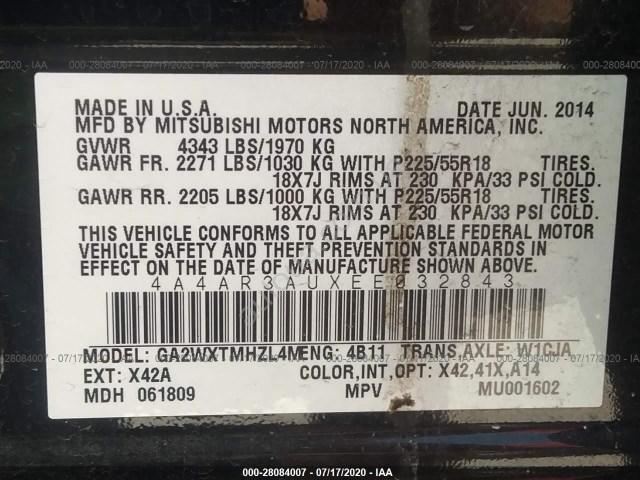 000-28084007 - 07/17/2020 - IAA
MADE IN U.S.A. DATE JUN. 2014
MFD BY MITSUBISHI MOTORS NORTH AMERICA, INC.
GVWR 4343 LBS/1970 KG
GAWR FR. 2271 LBS/1030 KG WITH P225/55R18 TIRES.
18X7J RIMS AT 230 KPA/33 PSI COLD.
GAWR RR. 2205 LBS/1000 KG WITH P225/55R18 TIRES.
18X7J RIMS AT 230 KPA/33 PSI COLD.
THIS VEHICLE CONFORMS TO ALL APPLICABLE FEDERAL MOTOR
VEHICLE SAFETY AND THEFT PREVENTION STANDARDS IN
EFFECT ON THE DATE OF MANUFACTURE SHOWN ABOVE.
4A4AR3AUXEE032843
MODEL: GA2WXTMHZL4M ENG: 4B11 TRANS AXLE: W1CJA
EXT: X42A COLOR,INT,OPT: X42,41X,A14
MDH 061809 MPV MU001602
000-28084007 - 07/17/2020 - IAA